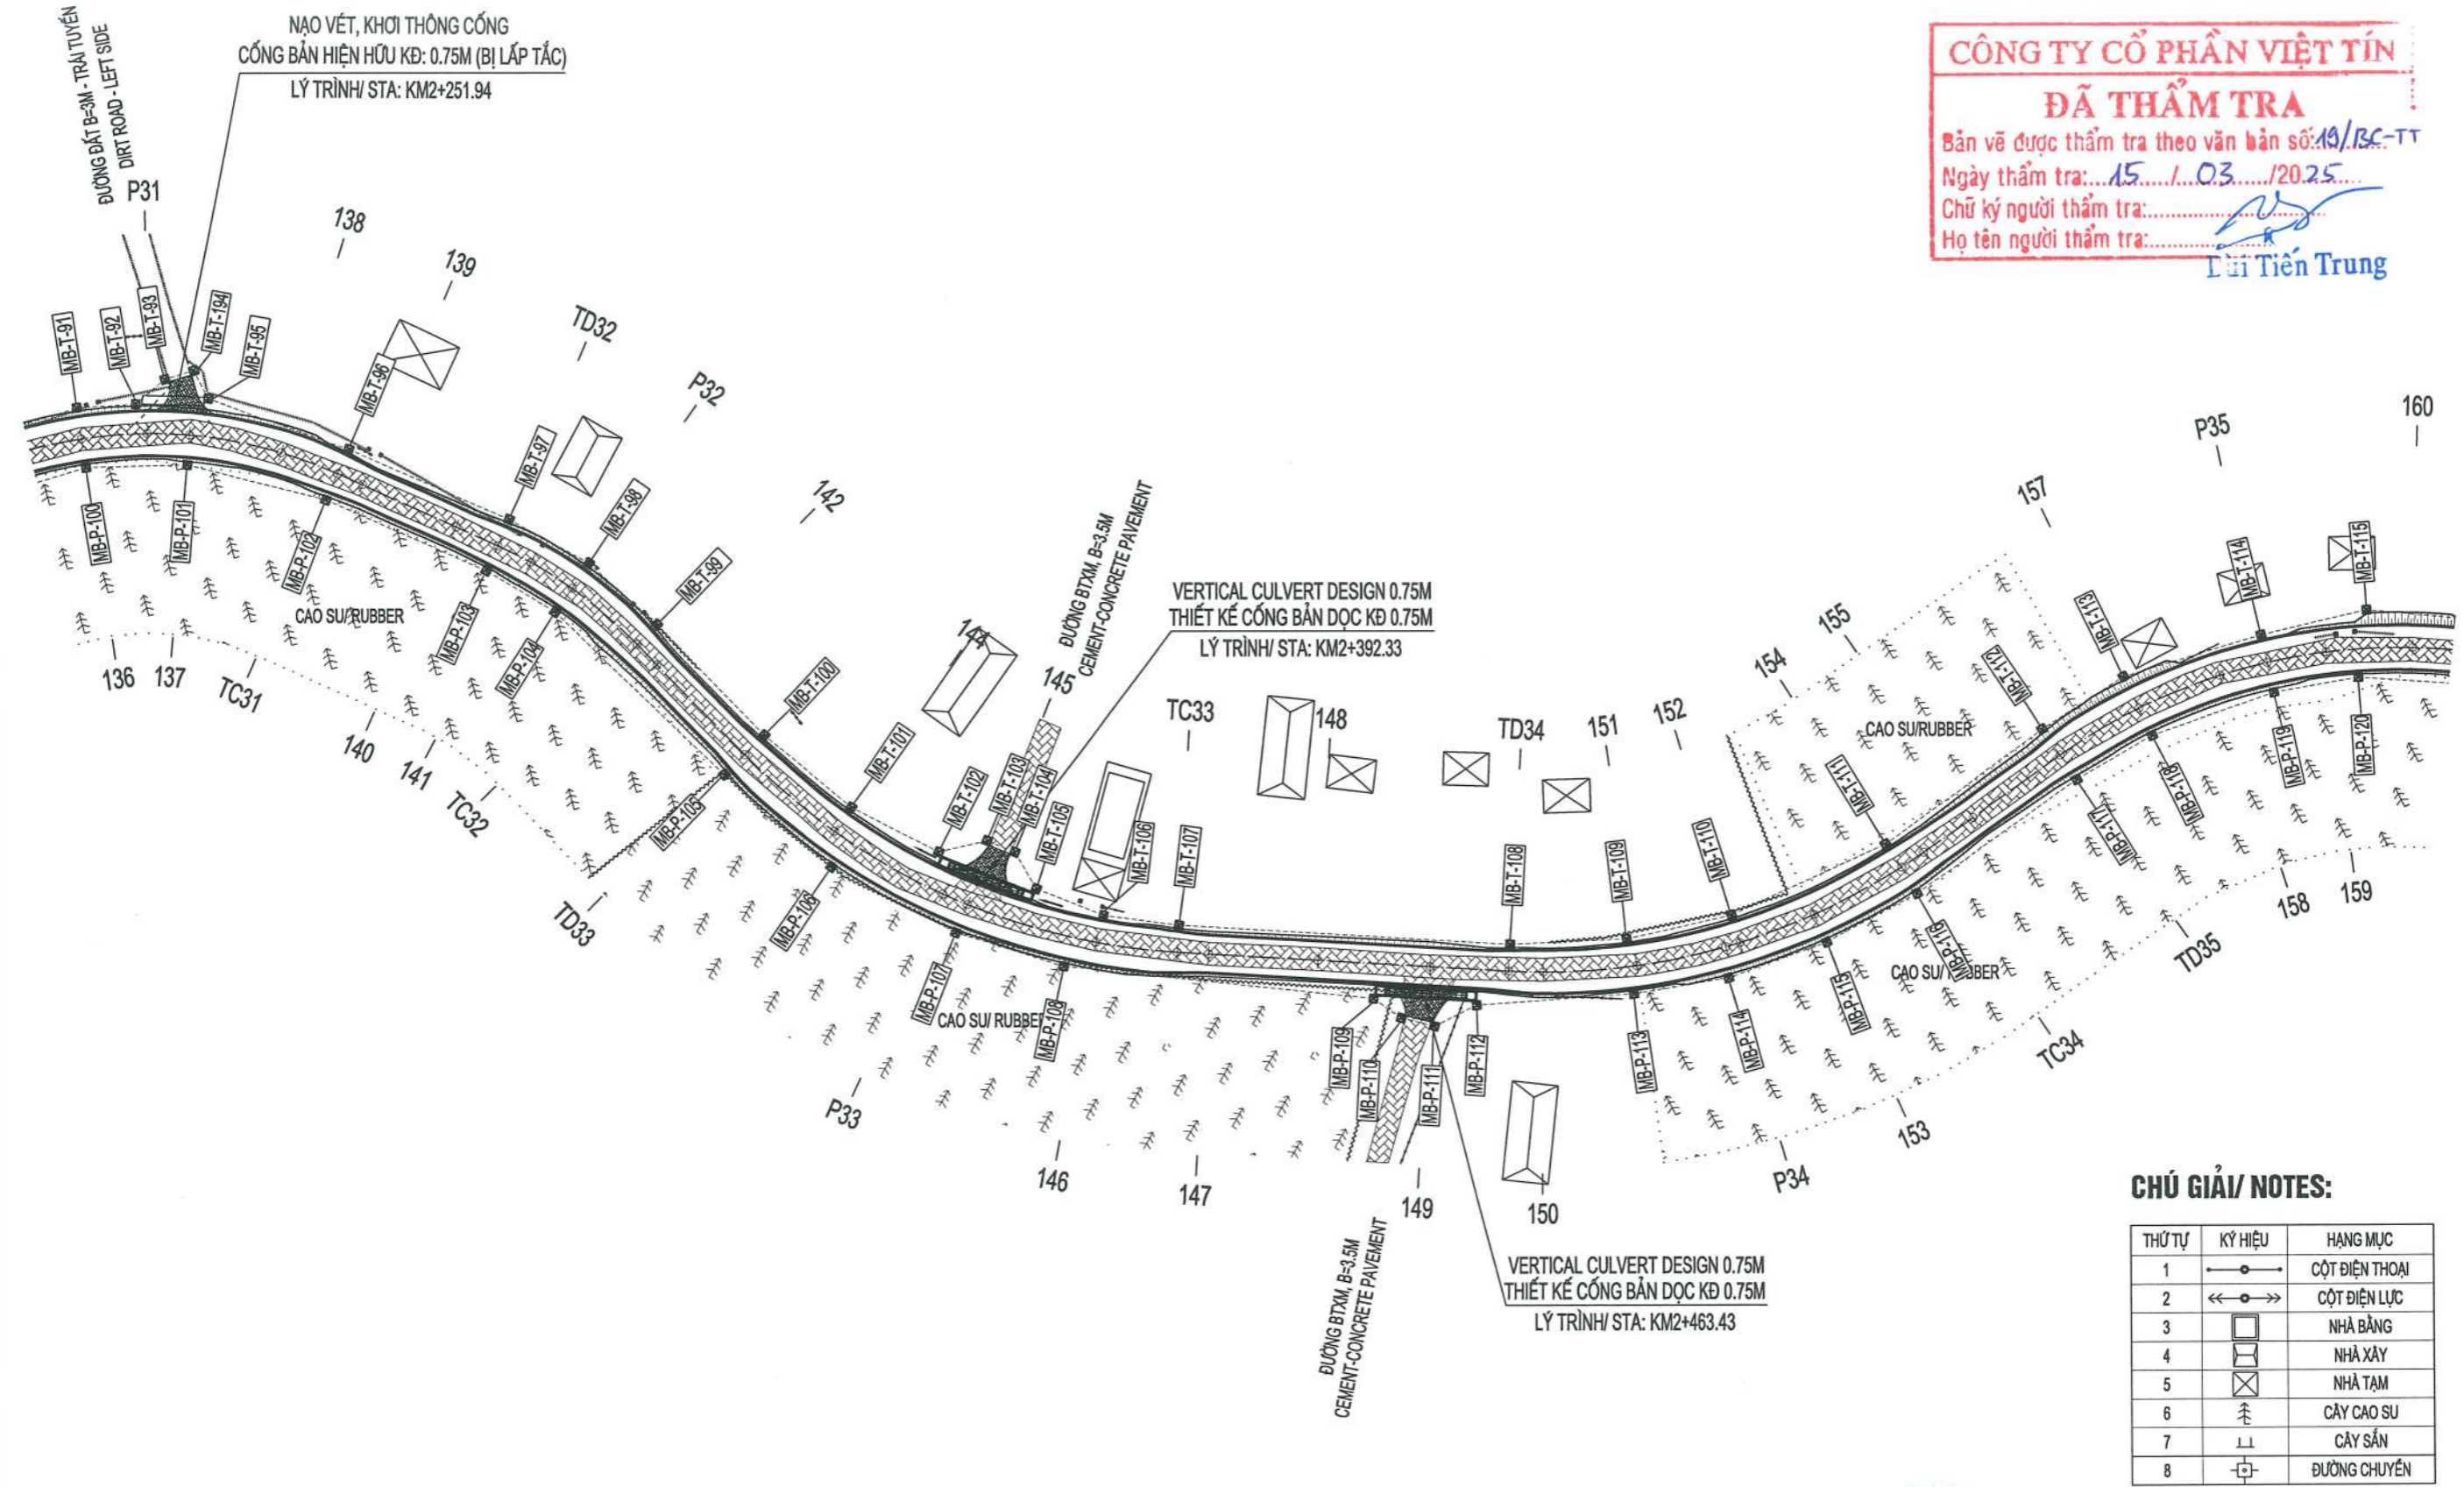 ĐƯỜNG ĐẤT B=3M - TRÁI TUYẾN
DIRT ROAD - LEFT SIDE
NẠO VÉT, KHƠI THÔNG CỐNG
CỐNG BẢN HIỆN HỮU KĐ: 0.75M (BỊ LẤP TẮC)
LÝ TRÌNH/ STA: KM2+251.94
CÔNG TY CỔ PHẦN VIỆT TÍN
ĐÃ THẨM TRA
Bản vẽ được thẩm tra theo văn bản số: 19/BC-TT
Ngày thẩm tra:....15..../...03...../2025....
Chữ ký người thẩm tra:
Họ tên người thẩm tra:
Tiến Trung
P31
138
139
TD32
P32
142
144
145
TC33
148
TD34
151
152
154
155
157
P35
160
MB-T-91
MB-T-92
MB-T-93
MB-T-194
MB-T-95
MB-T-96
MB-T-97
MB-T-98
MB-T-99
MB-T-100
MB-T-101
MB-T-102
MB-T-103
MB-T-104
MB-T-105
MB-T-106
MB-T-107
MB-T-108
MB-T-109
MB-T-110
MB-T-111
MB-T-112
MB-T-113
MB-T-114
MB-T-115
ĐƯỜNG BTXM, B=3.5M
CEMENT-CONCRETE PAVEMENT
VERTICAL CULVERT DESIGN 0.75M
THIẾT KẾ CỐNG BẢN DỌC KĐ 0.75M
LÝ TRÌNH/ STA: KM2+392.33
MB-P-100
MB-P-101
MB-P-102
MB-P-103
MB-P-104
MB-P-105
MB-P-106
MB-P-107
MB-P-108
MB-P-109
MB-P-110
MB-P-111
MB-P-112
MB-P-113
MB-P-114
MB-P-115
MB-P-116
MB-P-117
MB-P-118
MB-P-119
MB-P-120
CAO SU/RUBBER
CAO SU/ RUBBER
CAO SU/RUBBER
CAO SU/
136
137
TC31
140
141
TC32
TD33
P33
146
147
149
150
P34
153
TC34
TD35
158
159
ĐƯỜNG BTXM, B=3.5M
CEMENT-CONCRETE PAVEMENT
VERTICAL CULVERT DESIGN 0.75M
THIẾT KẾ CỐNG BẢN DỌC KĐ 0.75M
LÝ TRÌNH/ STA: KM2+463.43
CHÚ GIẢI/ NOTES:
THỨ TỰ KÝ HIỆU HẠNG MỤC
1 CỘT ĐIỆN THOẠI
2 CỘT ĐIỆN LỰC
3 NHÀ BẰNG
4 NHÀ XÂY
5 NHÀ TẠM
6 CÂY CAO SU
7 CÂY SẮN
8 ĐƯỜNG CHUYỀN